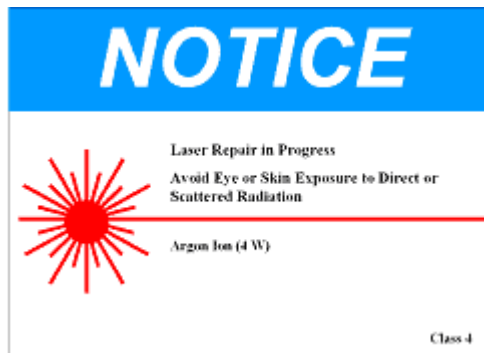 NOTICE
Laser Repair in Progress
Avoid Eye or Skin Exposure to Direct or
Scattered Radiation
Argon Ion (4 W)
Class 4